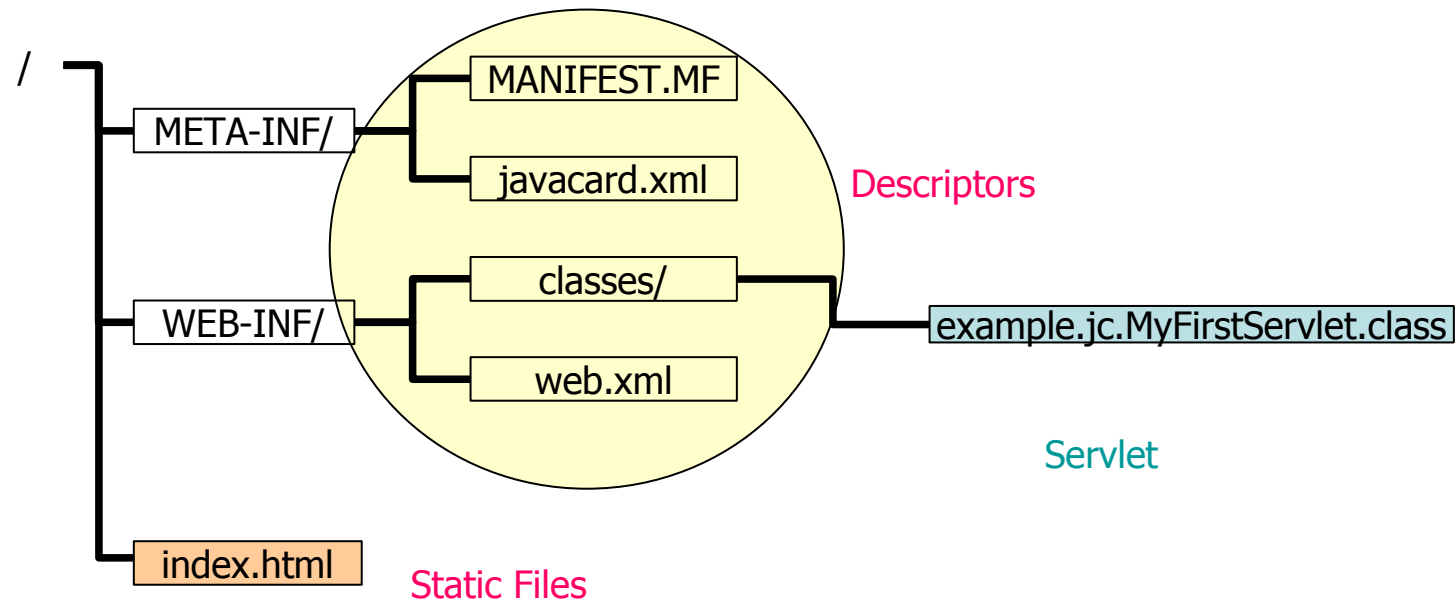 /
META-INF/
MANIFEST.MF
javacard.xml
Descriptors
WEB-INF/
classes/
web.xml
example.jc.MyFirstServlet.class
Servlet
index.html
Static Files